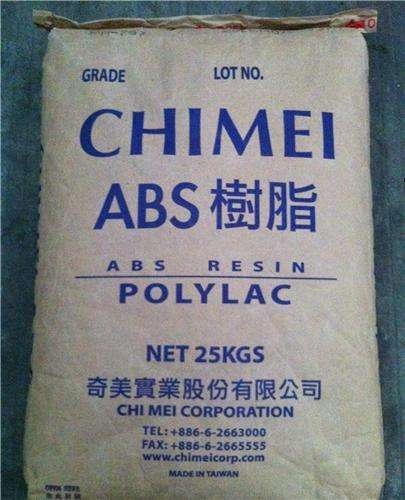 GRADE LOT NO.
CHIMEI
ABS 樹脂
ABS RESIN
POLYLAC
NET 25KGS
奇美實業股份有限公司
CHI MEI CORPORATION
TEL: +886-6-2663000
FAX: +886-6-2665555
www.chimeicorp.com
MADE IN TAIWAN
OPEN HERE